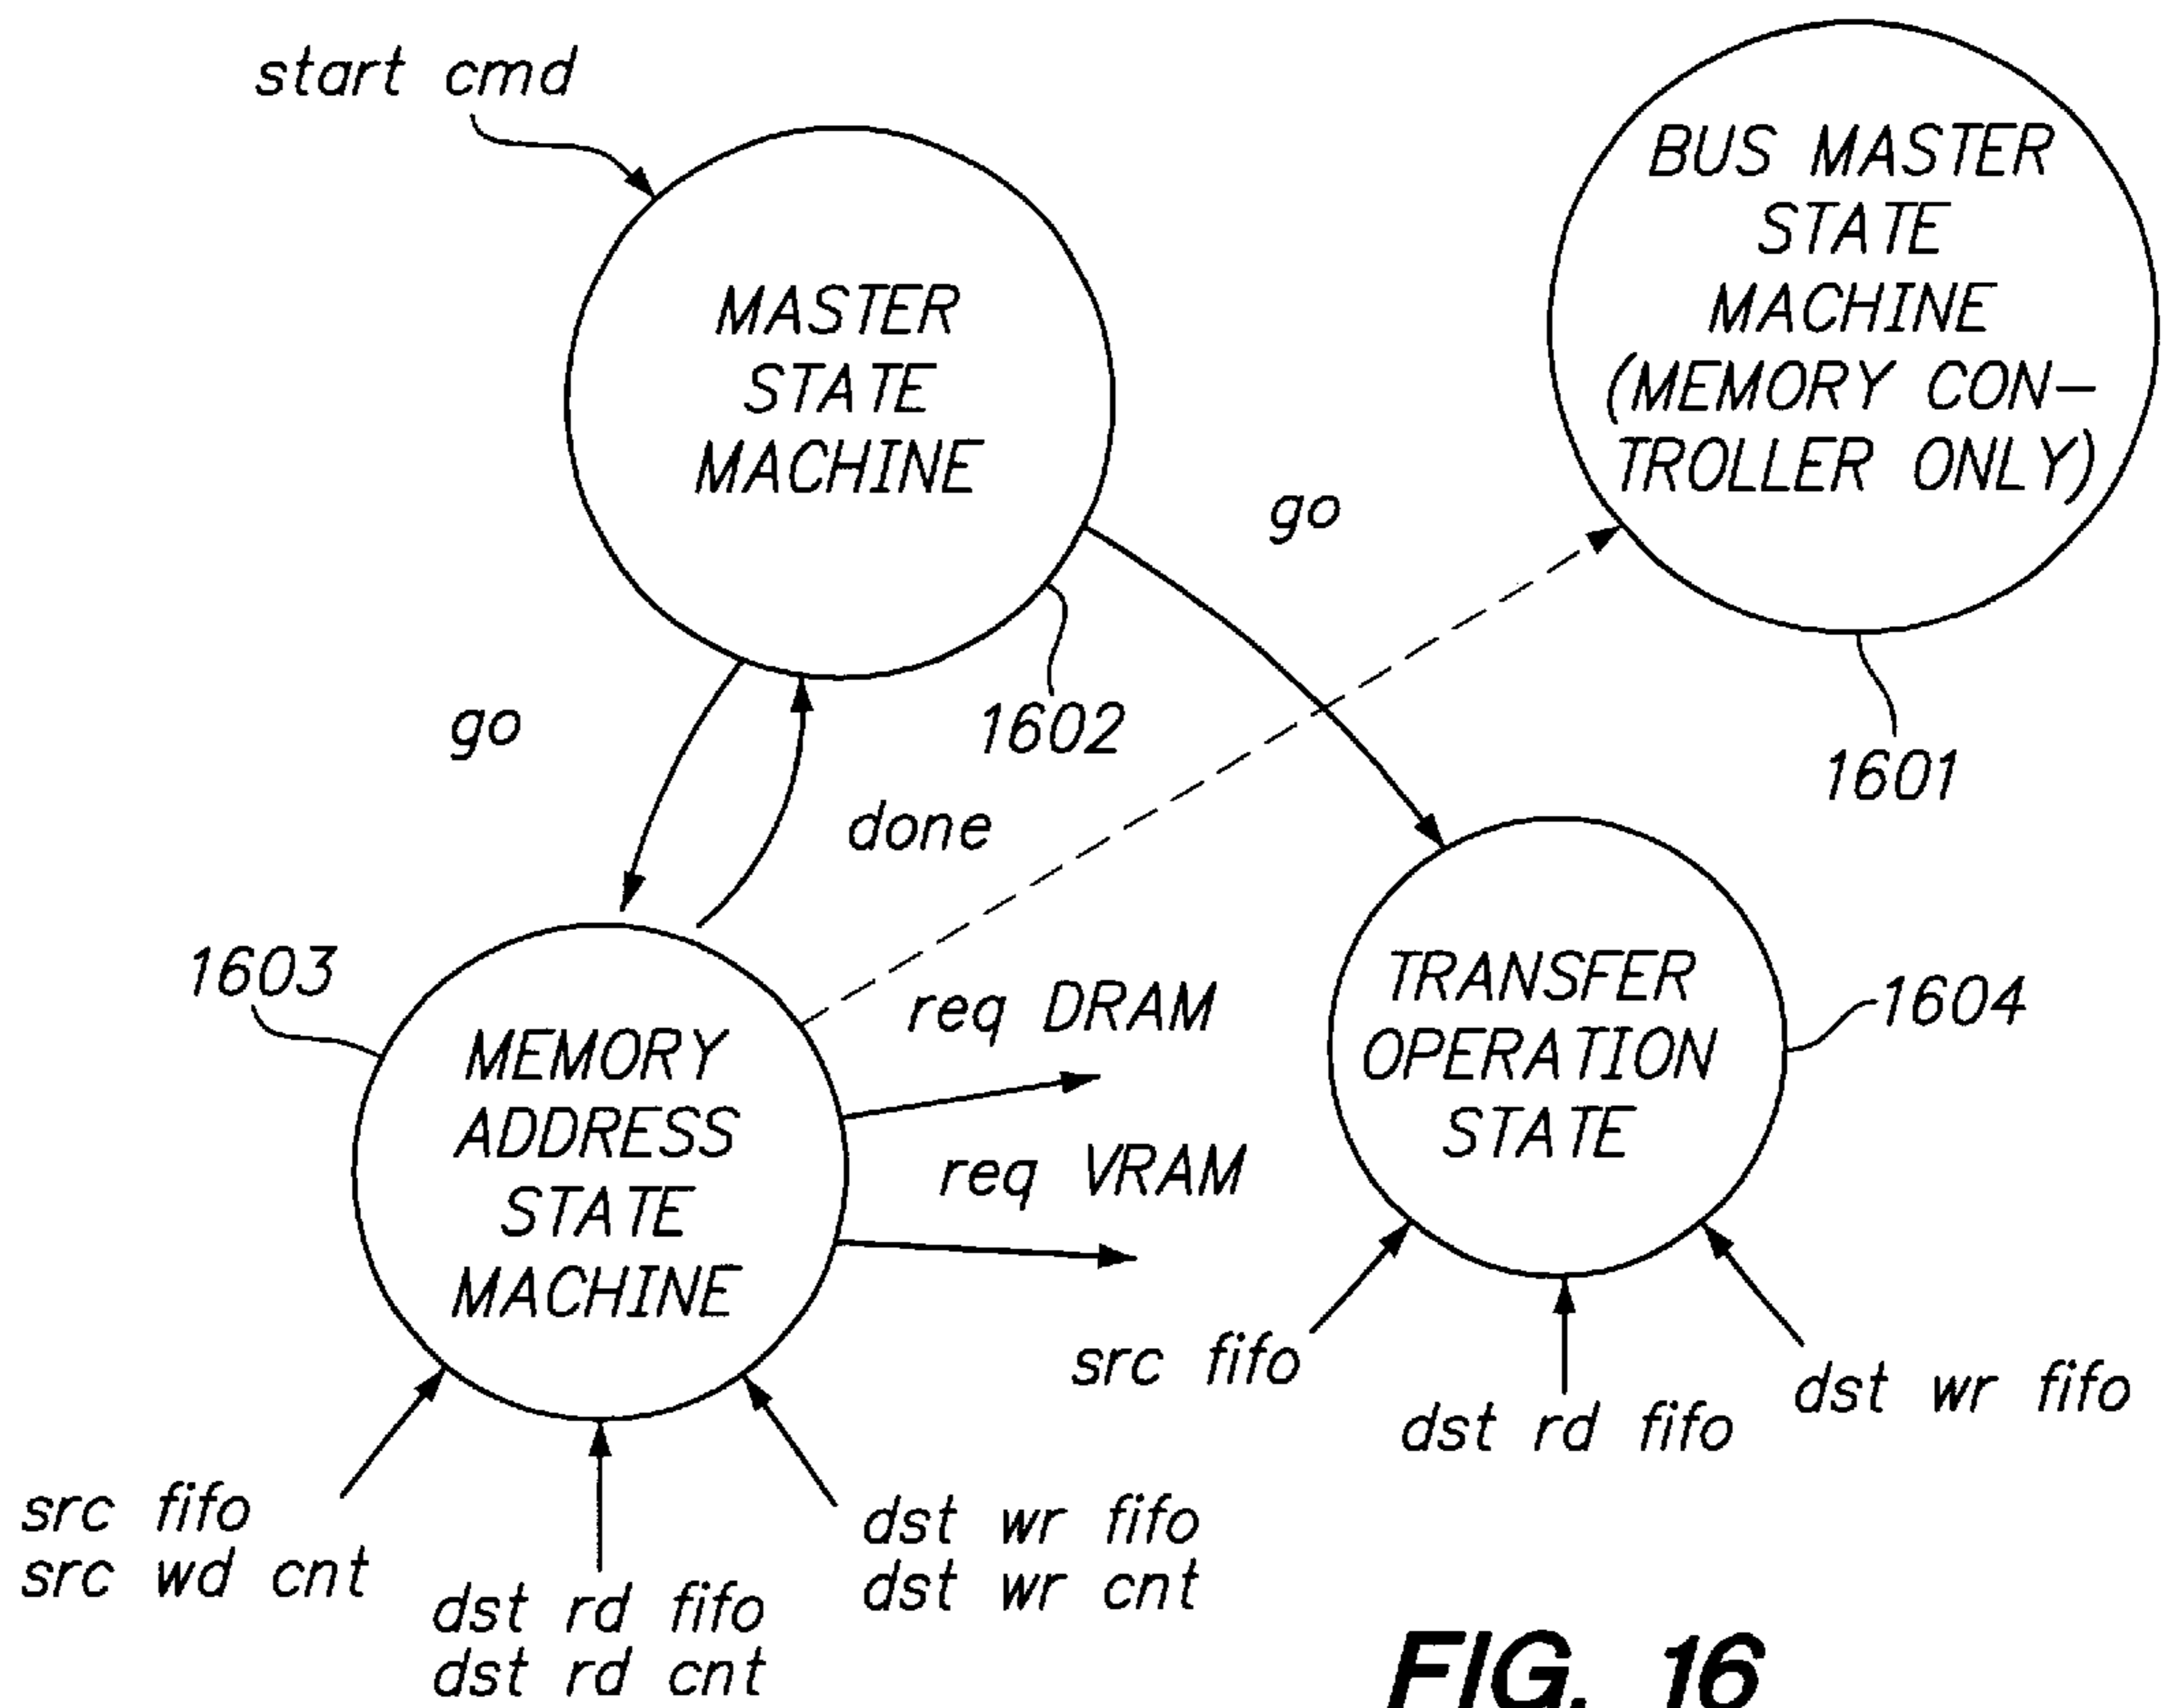 start cmd
MASTER
STATE
MACHINE
BUS MASTER
STATE
MACHINE
(MEMORY CON-
TROLLER ONLY)
go
go
1602
1601
done
1603
MEMORY
ADDRESS
STATE
MACHINE
req DRAM
req VRAM
TRANSFER
OPERATION
STATE
1604
src fifo
dst rd fifo
dst wr fifo
src fifo
src wd cnt
dst rd fifo
dst rd cnt
dst wr fifo
dst wr cnt
FIG. 16